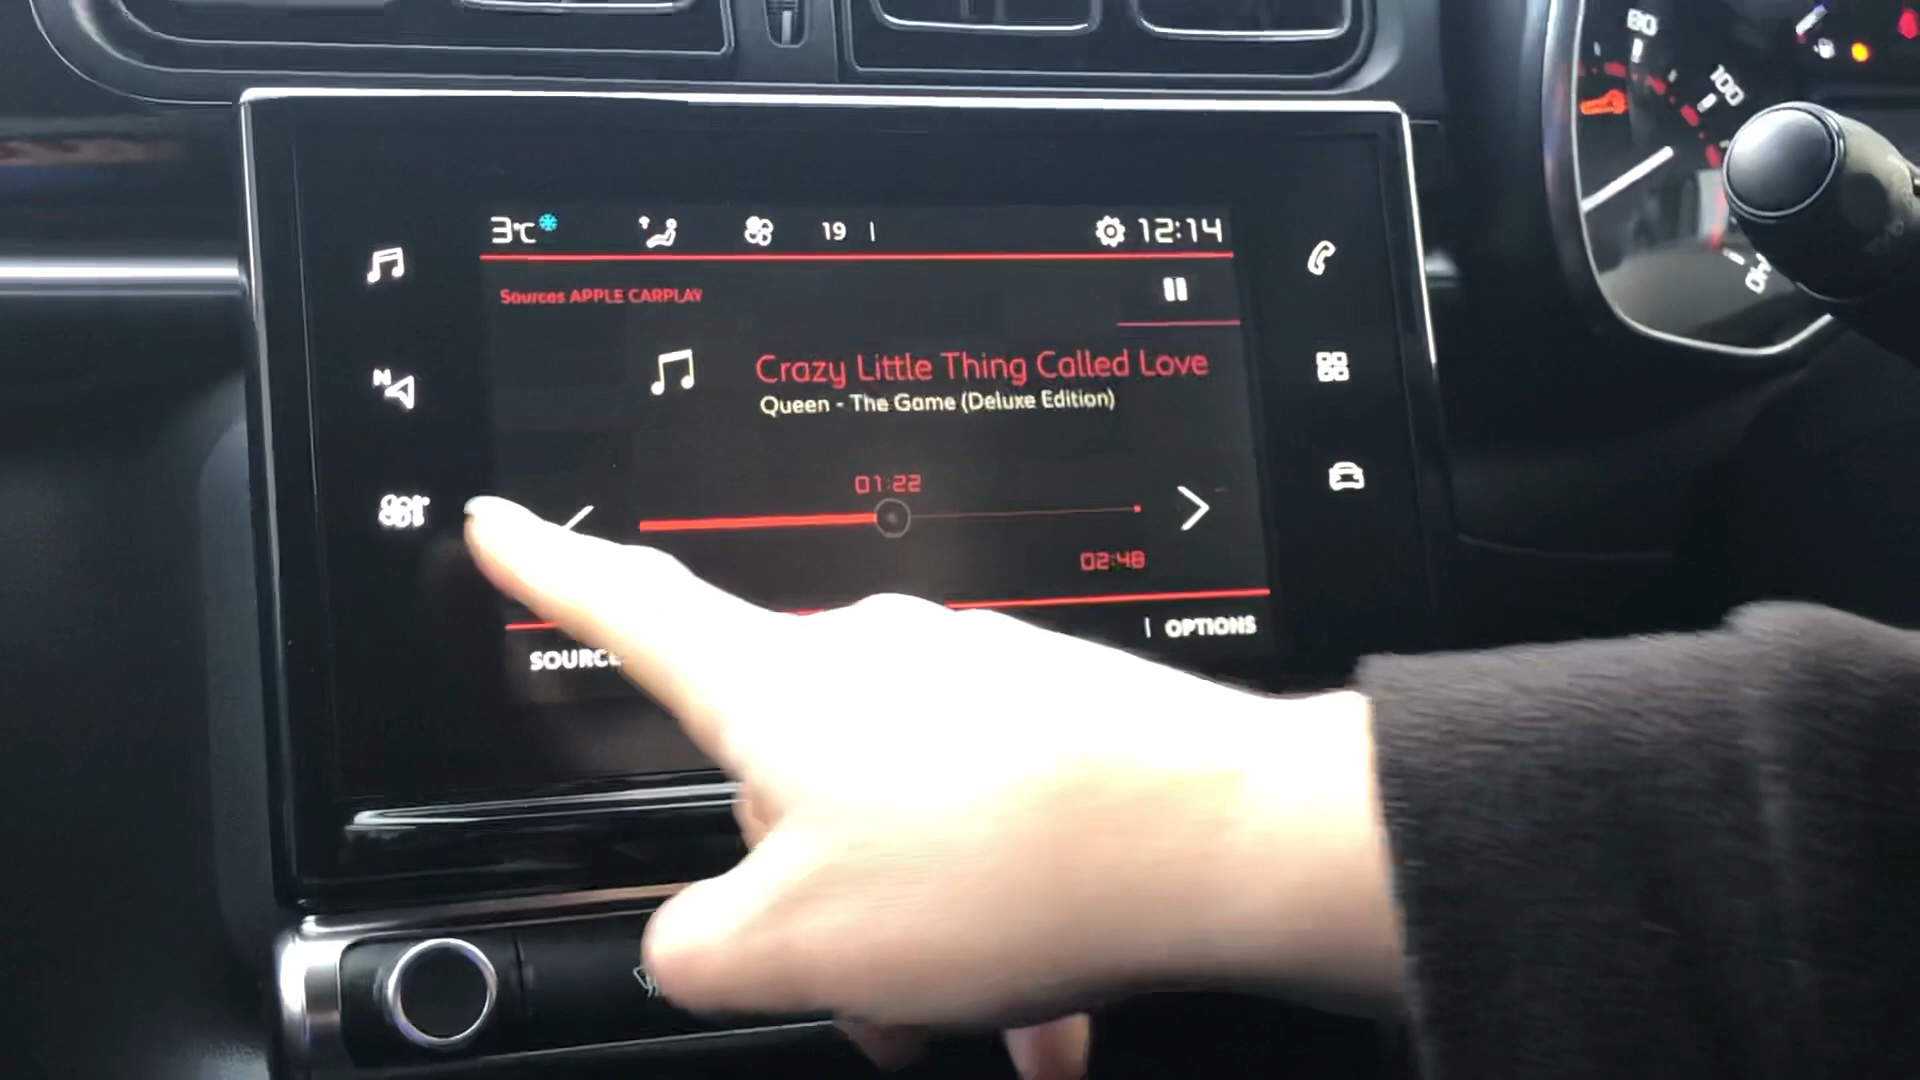 3°C 19 12:14
Sources APPLE CARPLAY
N
Crazy Little Thing Called Love
Queen - The Game (Deluxe Edition)
01:22
02:48
OPTIONS
SOURCE
80
100